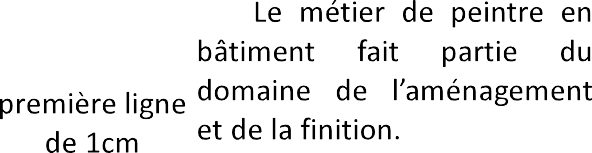 première ligne
de 1cm
Le métier de peintre en
bâtiment fait partie du
domaine de l’aménagement
et de la finition.